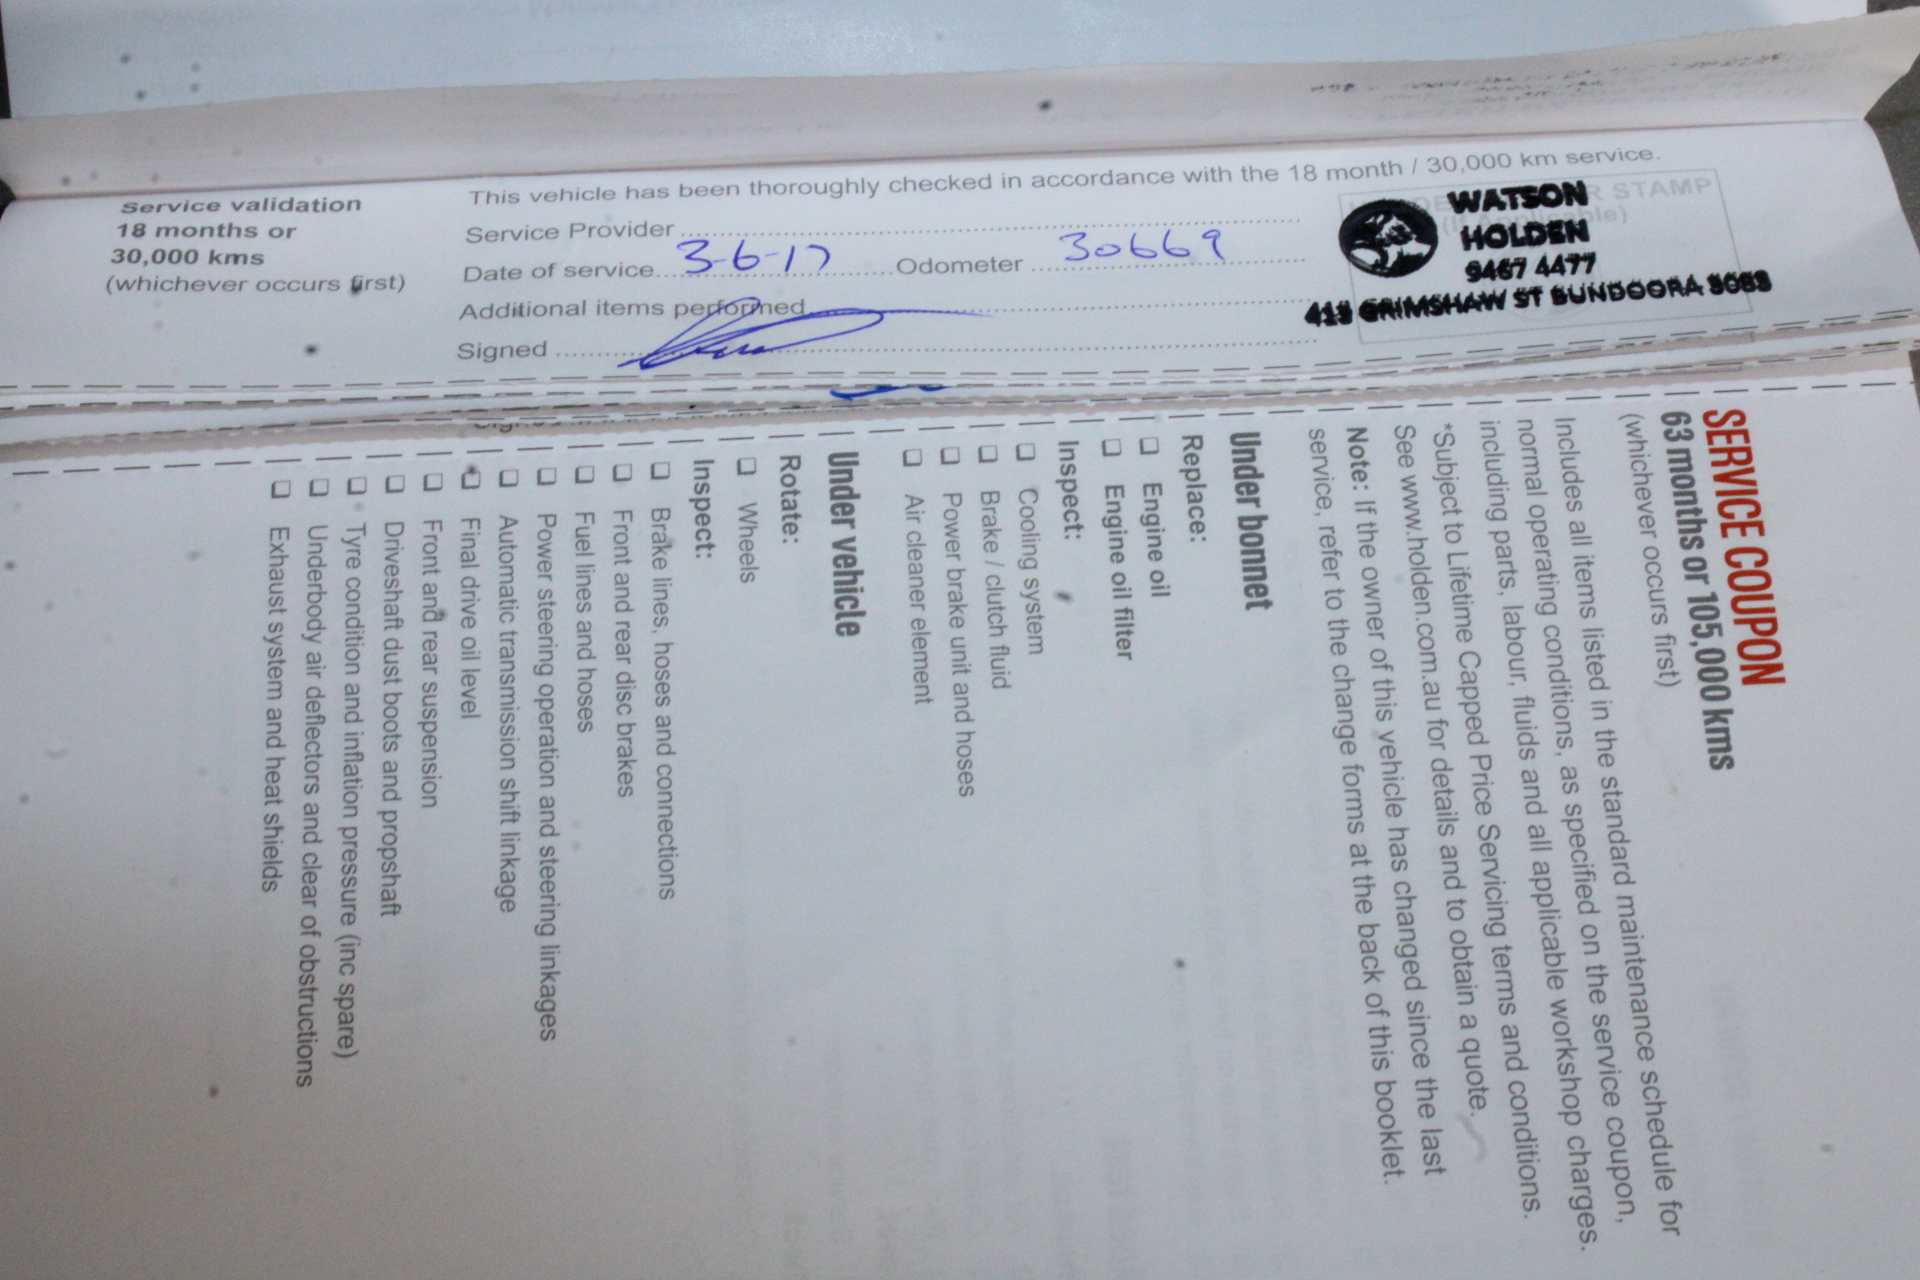 Service validation
18 months or
30,000 kms
(whichever occurs first)
This vehicle has been thoroughly checked in accordance with the 18 month / 30,000 km service.
Service Provider
Date of service 3-6-17 Odometer 30669
Additional items performed
Signed
STAMP
WATSON
HOLDEN
9467 4477
413 GRIMSHAW ST BUNDOORA 3083
SERVICE COUPON
63 months or 105,000 kms
(whichever occurs first)
Includes all items listed in the standard maintenance schedule for
normal operating conditions, as specified on the service coupon,
including parts, labour, fluids and all applicable workshop charges.
*Subject to Lifetime Capped Price Servicing terms and conditions.
See www.holden.com.au for details and to obtain a quote.
Note: If the owner of this vehicle has changed since the last
service, refer to the change forms at the back of this booklet.
Under bonnet
Replace:
❏ Engine oil
❏ Engine oil filter
Inspect:
❏ Cooling system
❏ Brake / clutch fluid
❏ Power brake unit and hoses
❏ Air cleaner element
Under vehicle
Rotate:
❏ Wheels
Inspect:
❏ Brake lines, hoses and connections
❏ Front and rear disc brakes
❏ Fuel lines and hoses
❏ Power steering operation and steering linkages
❏ Automatic transmission shift linkage
❏ Final drive oil level
❏ Front and rear suspension
❏ Driveshaft dust boots and propshaft
❏ Tyre condition and inflation pressure (inc spare)
❏ Underbody air deflectors and clear of obstructions
❏ Exhaust system and heat shields